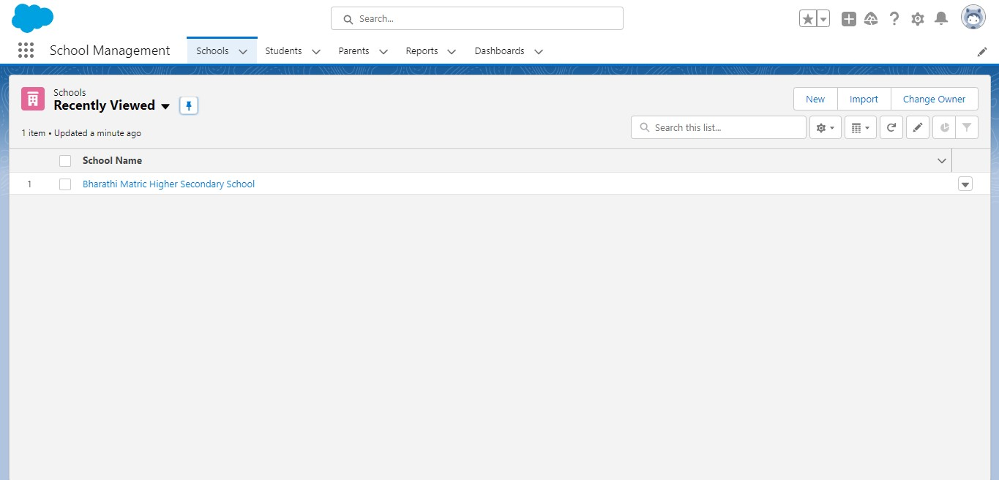 Search...
School Management Schools Students Parents Reports Dashboards
Schools
Recently Viewed
New Import Change Owner
1 item • Updated a minute ago
Search this list...
School Name
1 Bharathi Matric Higher Secondary School